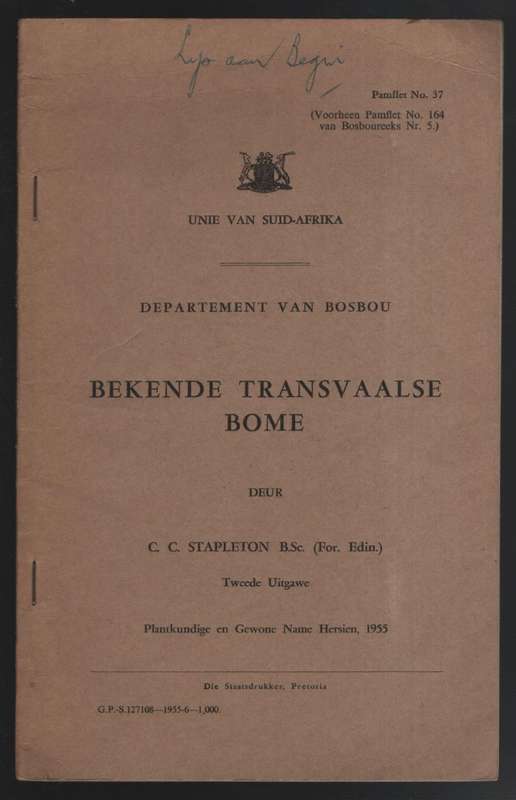 Lys aan Begin
Pamflet No. 37
(Voorheen Pamflet No. 164
van Bosboureeks Nr. 5.)
UNIE VAN SUID-AFRIKA
DEPARTEMENT VAN BOSBOU
BEKENDE TRANSVAALSE
BOME
DEUR
C. C. STAPLETON B.Sc. (For. Edin.)
Tweede Uitgawe
Plantkundige en Gewone Name Hersien, 1955
Die Staatsdrukker, Pretoria
G.P.-S.127108—1955-6—1,000.